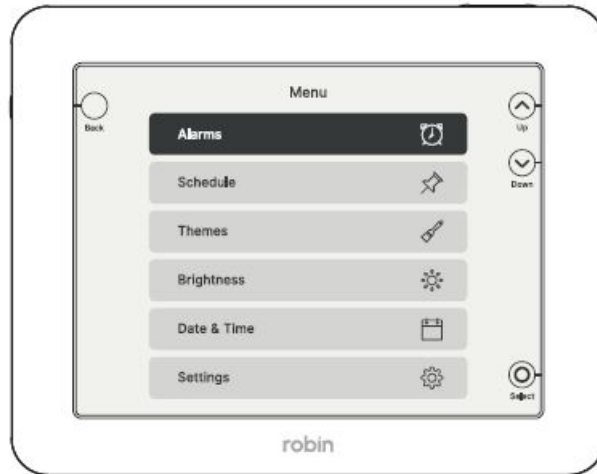 Menu
Back
Up
Alarms
Down
Schedule
Themes
Brightness
Date & Time
Settings
Select
robin